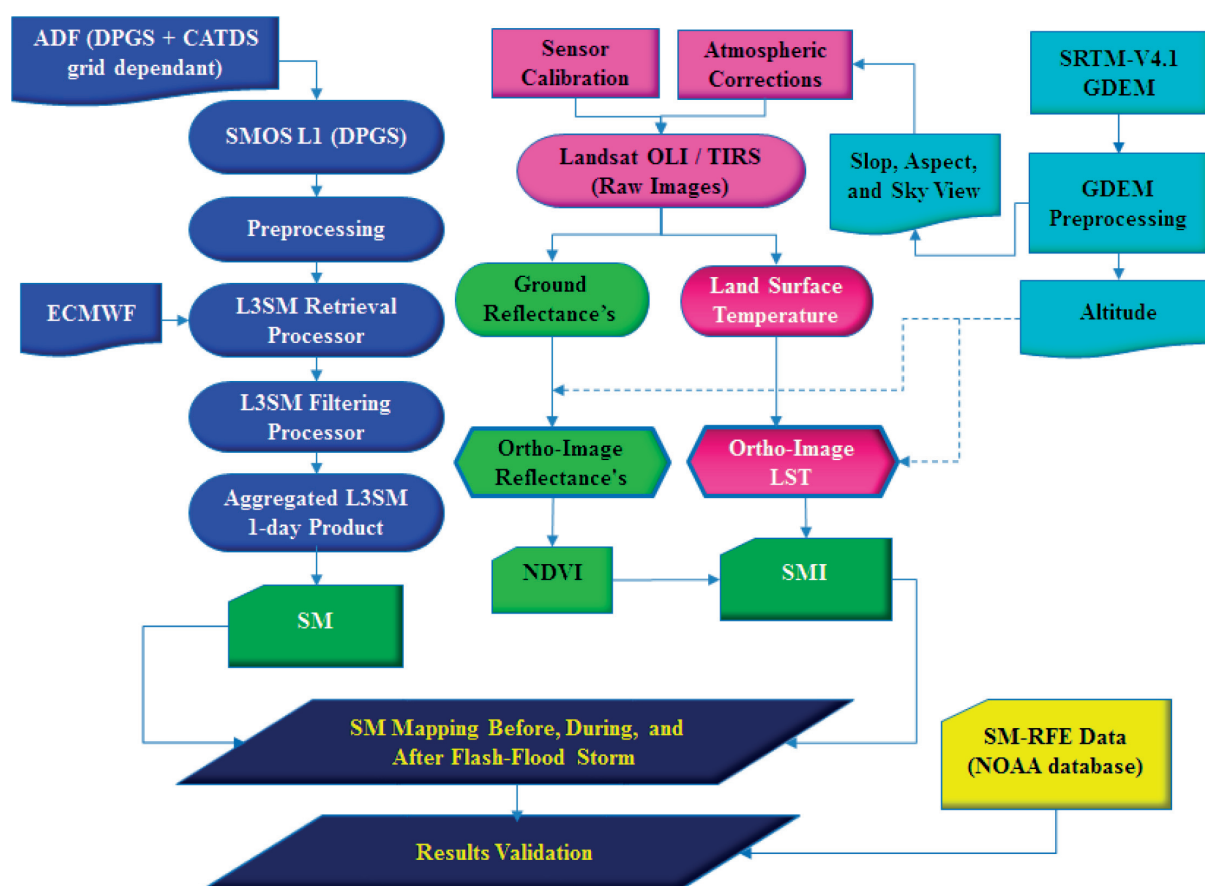 ADF (DPGS + CATDS
grid dependant)
SMOS L1 (DPGS)
Preprocessing
ECMWF
L3SM Retrieval
Processor
L3SM Filtering
Processor
Aggregated L3SM
1-day Product
SM
Sensor
Calibration
Atmospheric
Corrections
Landsat OLI / TIRS
(Raw Images)
Ground
Reflectance's
Land Surface
Temperature
Ortho-Image
Reflectance's
Ortho-Image
LST
NDVI
SMI
SRTM-V4.1
GDEM
Slop, Aspect,
and Sky View
GDEM
Preprocessing
Altitude
SM Mapping Before, During, and
After Flash-Flood Storm
SM-RFE Data
(NOAA database)
Results Validation